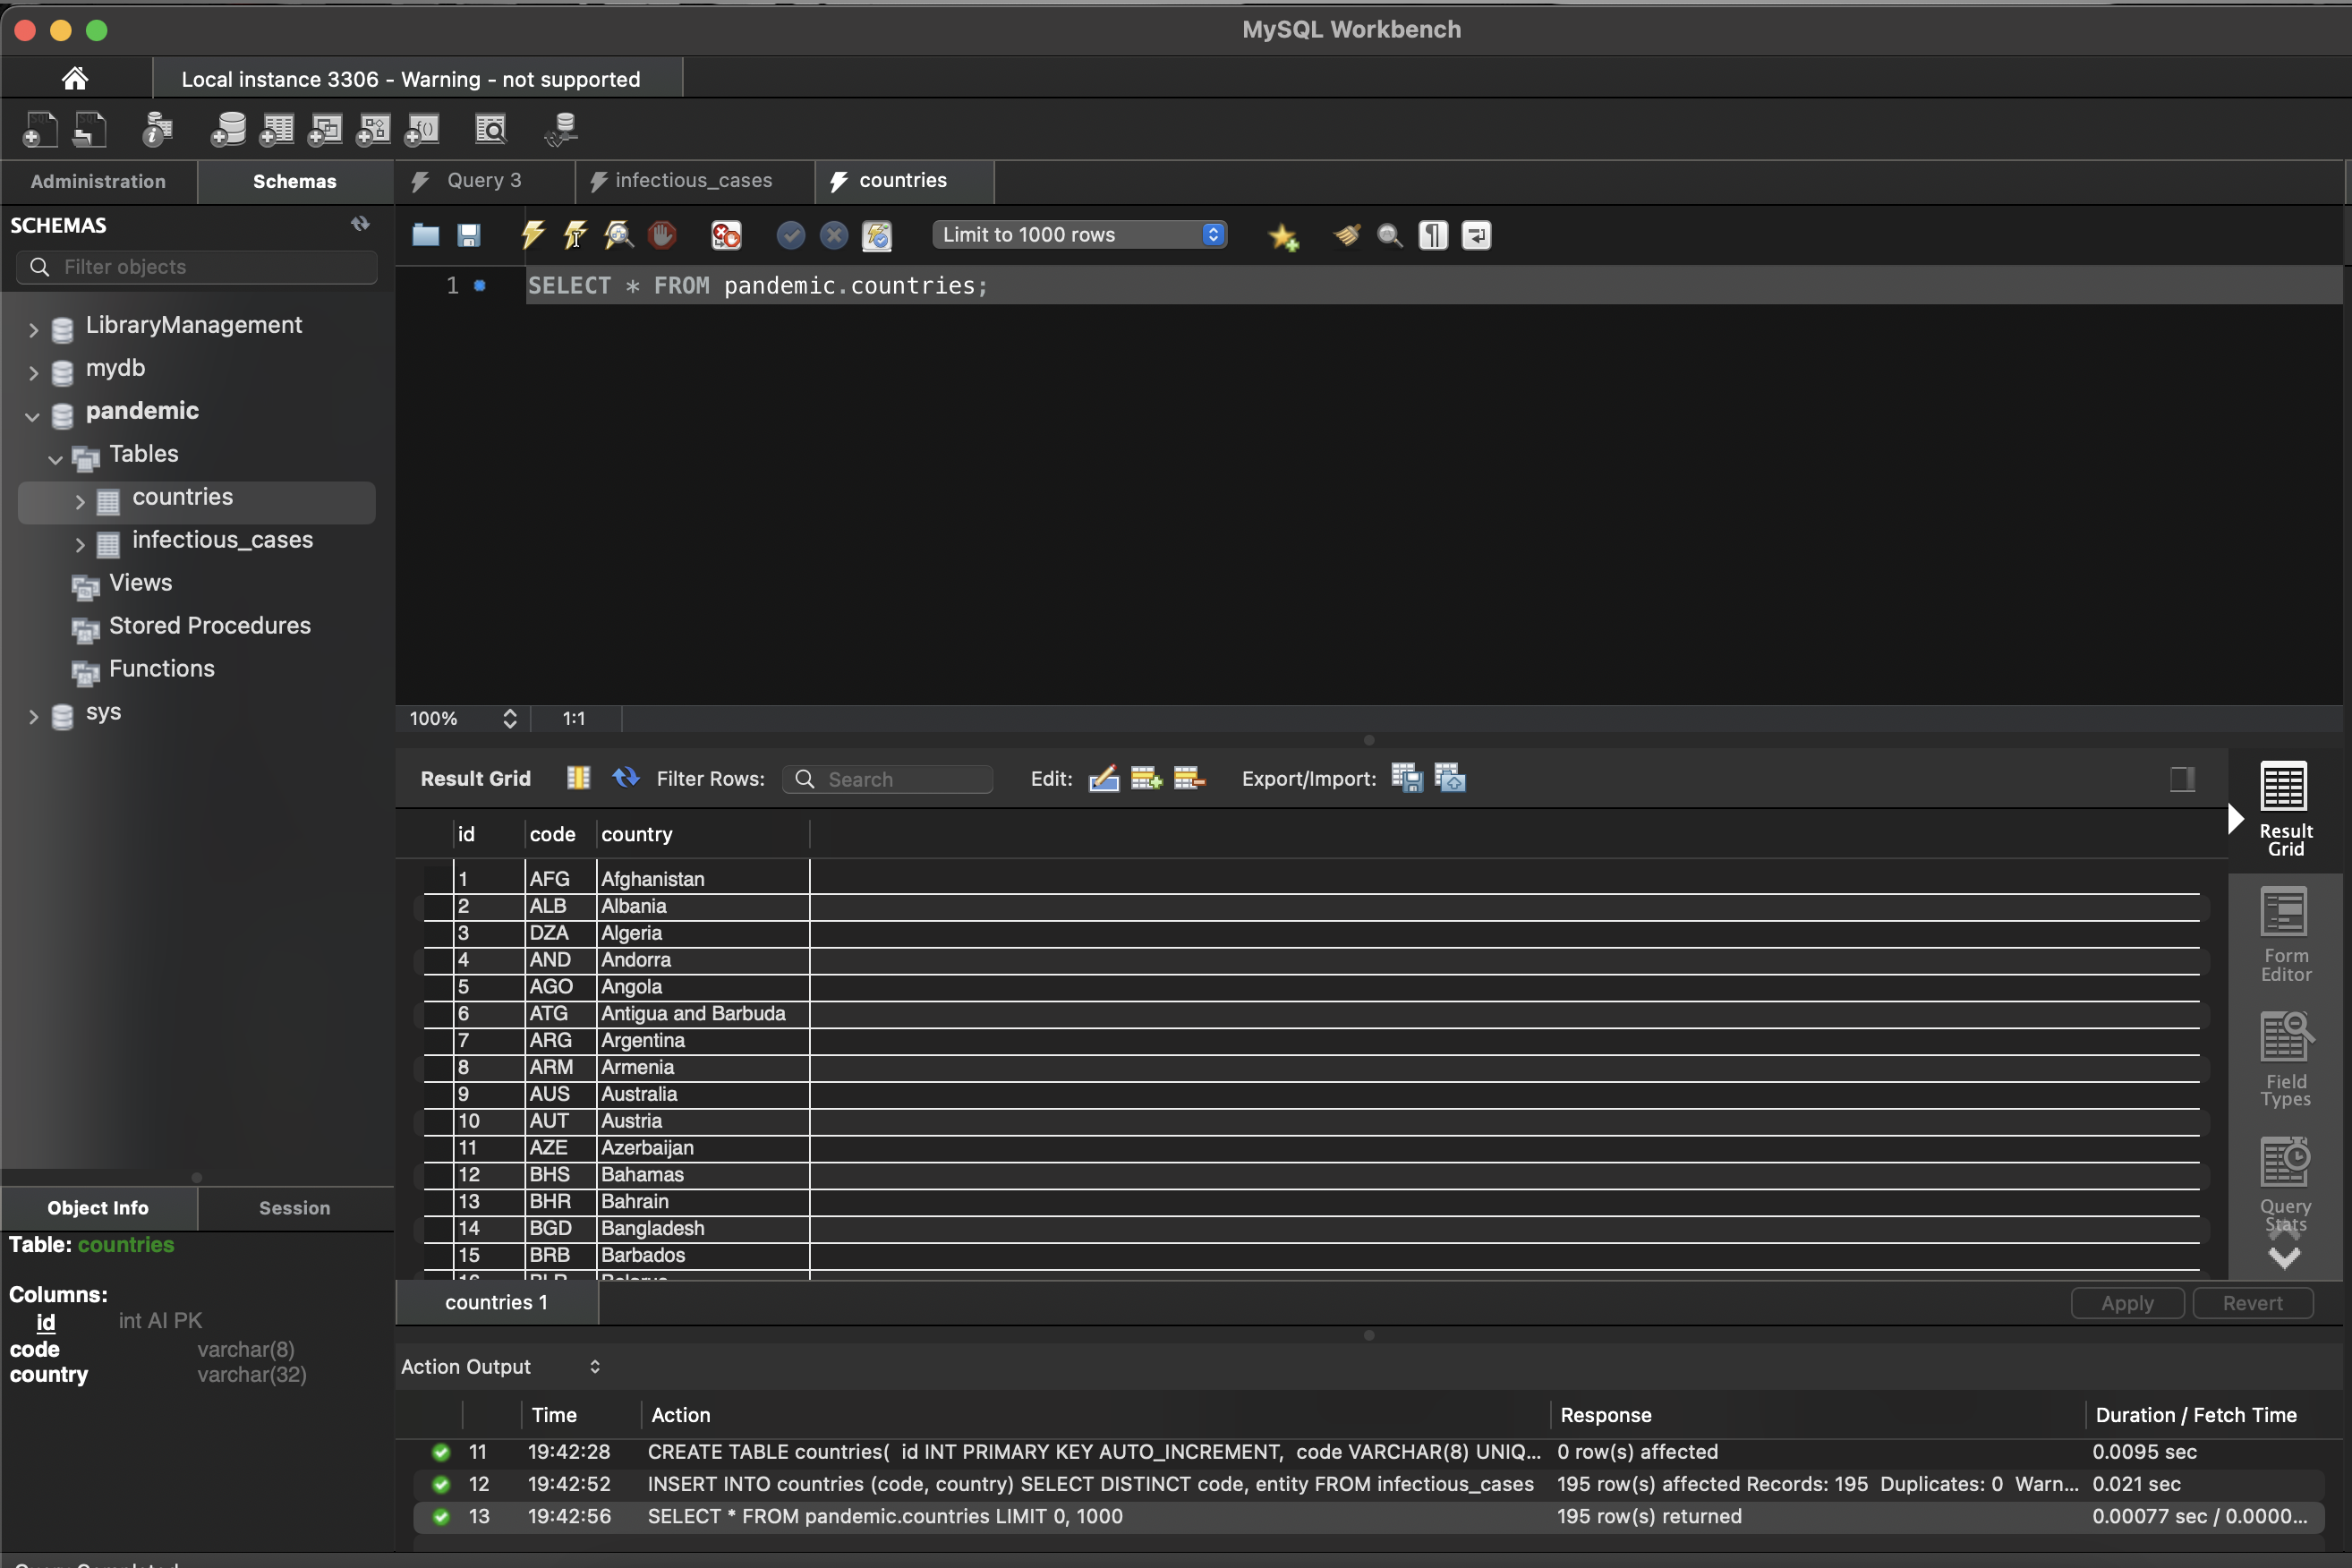 MySQL Workbench
Local instance 3306 - Warning - not supported
Administration
Schemas
Query 3
infectious_cases
countries
SCHEMAS
Filter objects
Limit to 1000 rows
1
SELECT * FROM pandemic.countries;
LibraryManagement
mydb
pandemic
Tables
countries
infectious_cases
Views
Stored Procedures
Functions
sys
100%
1:1
Result Grid
Filter Rows:
Search
Edit:
Export/Import:
Result
Grid
Form
Editor
Field
Types
Query
Stats
id code country
1 AFG Afghanistan
2 ALB Albania
3 DZA Algeria
4 AND Andorra
5 AGO Angola
6 ATG Antigua and Barbuda
7 ARG Argentina
8 ARM Armenia
9 AUS Australia
10 AUT Austria
11 AZE Azerbaijan
12 BHS Bahamas
13 BHR Bahrain
14 BGD Bangladesh
15 BRB Barbados
countries 1
Apply
Revert
Object Info
Session
Table: countries
Columns:
id int AI PK
code varchar(8)
country varchar(32)
Action Output
Time Action Response Duration / Fetch Time
11 19:42:28 CREATE TABLE countries( id INT PRIMARY KEY AUTO_INCREMENT, code VARCHAR(8) UNIQ... 0 row(s) affected 0.0095 sec
12 19:42:52 INSERT INTO countries (code, country) SELECT DISTINCT code, entity FROM infectious_cases 195 row(s) affected Records: 195 Duplicates: 0 Warn... 0.021 sec
13 19:42:56 SELECT * FROM pandemic.countries LIMIT 0, 1000 195 row(s) returned 0.00077 sec / 0.0000...